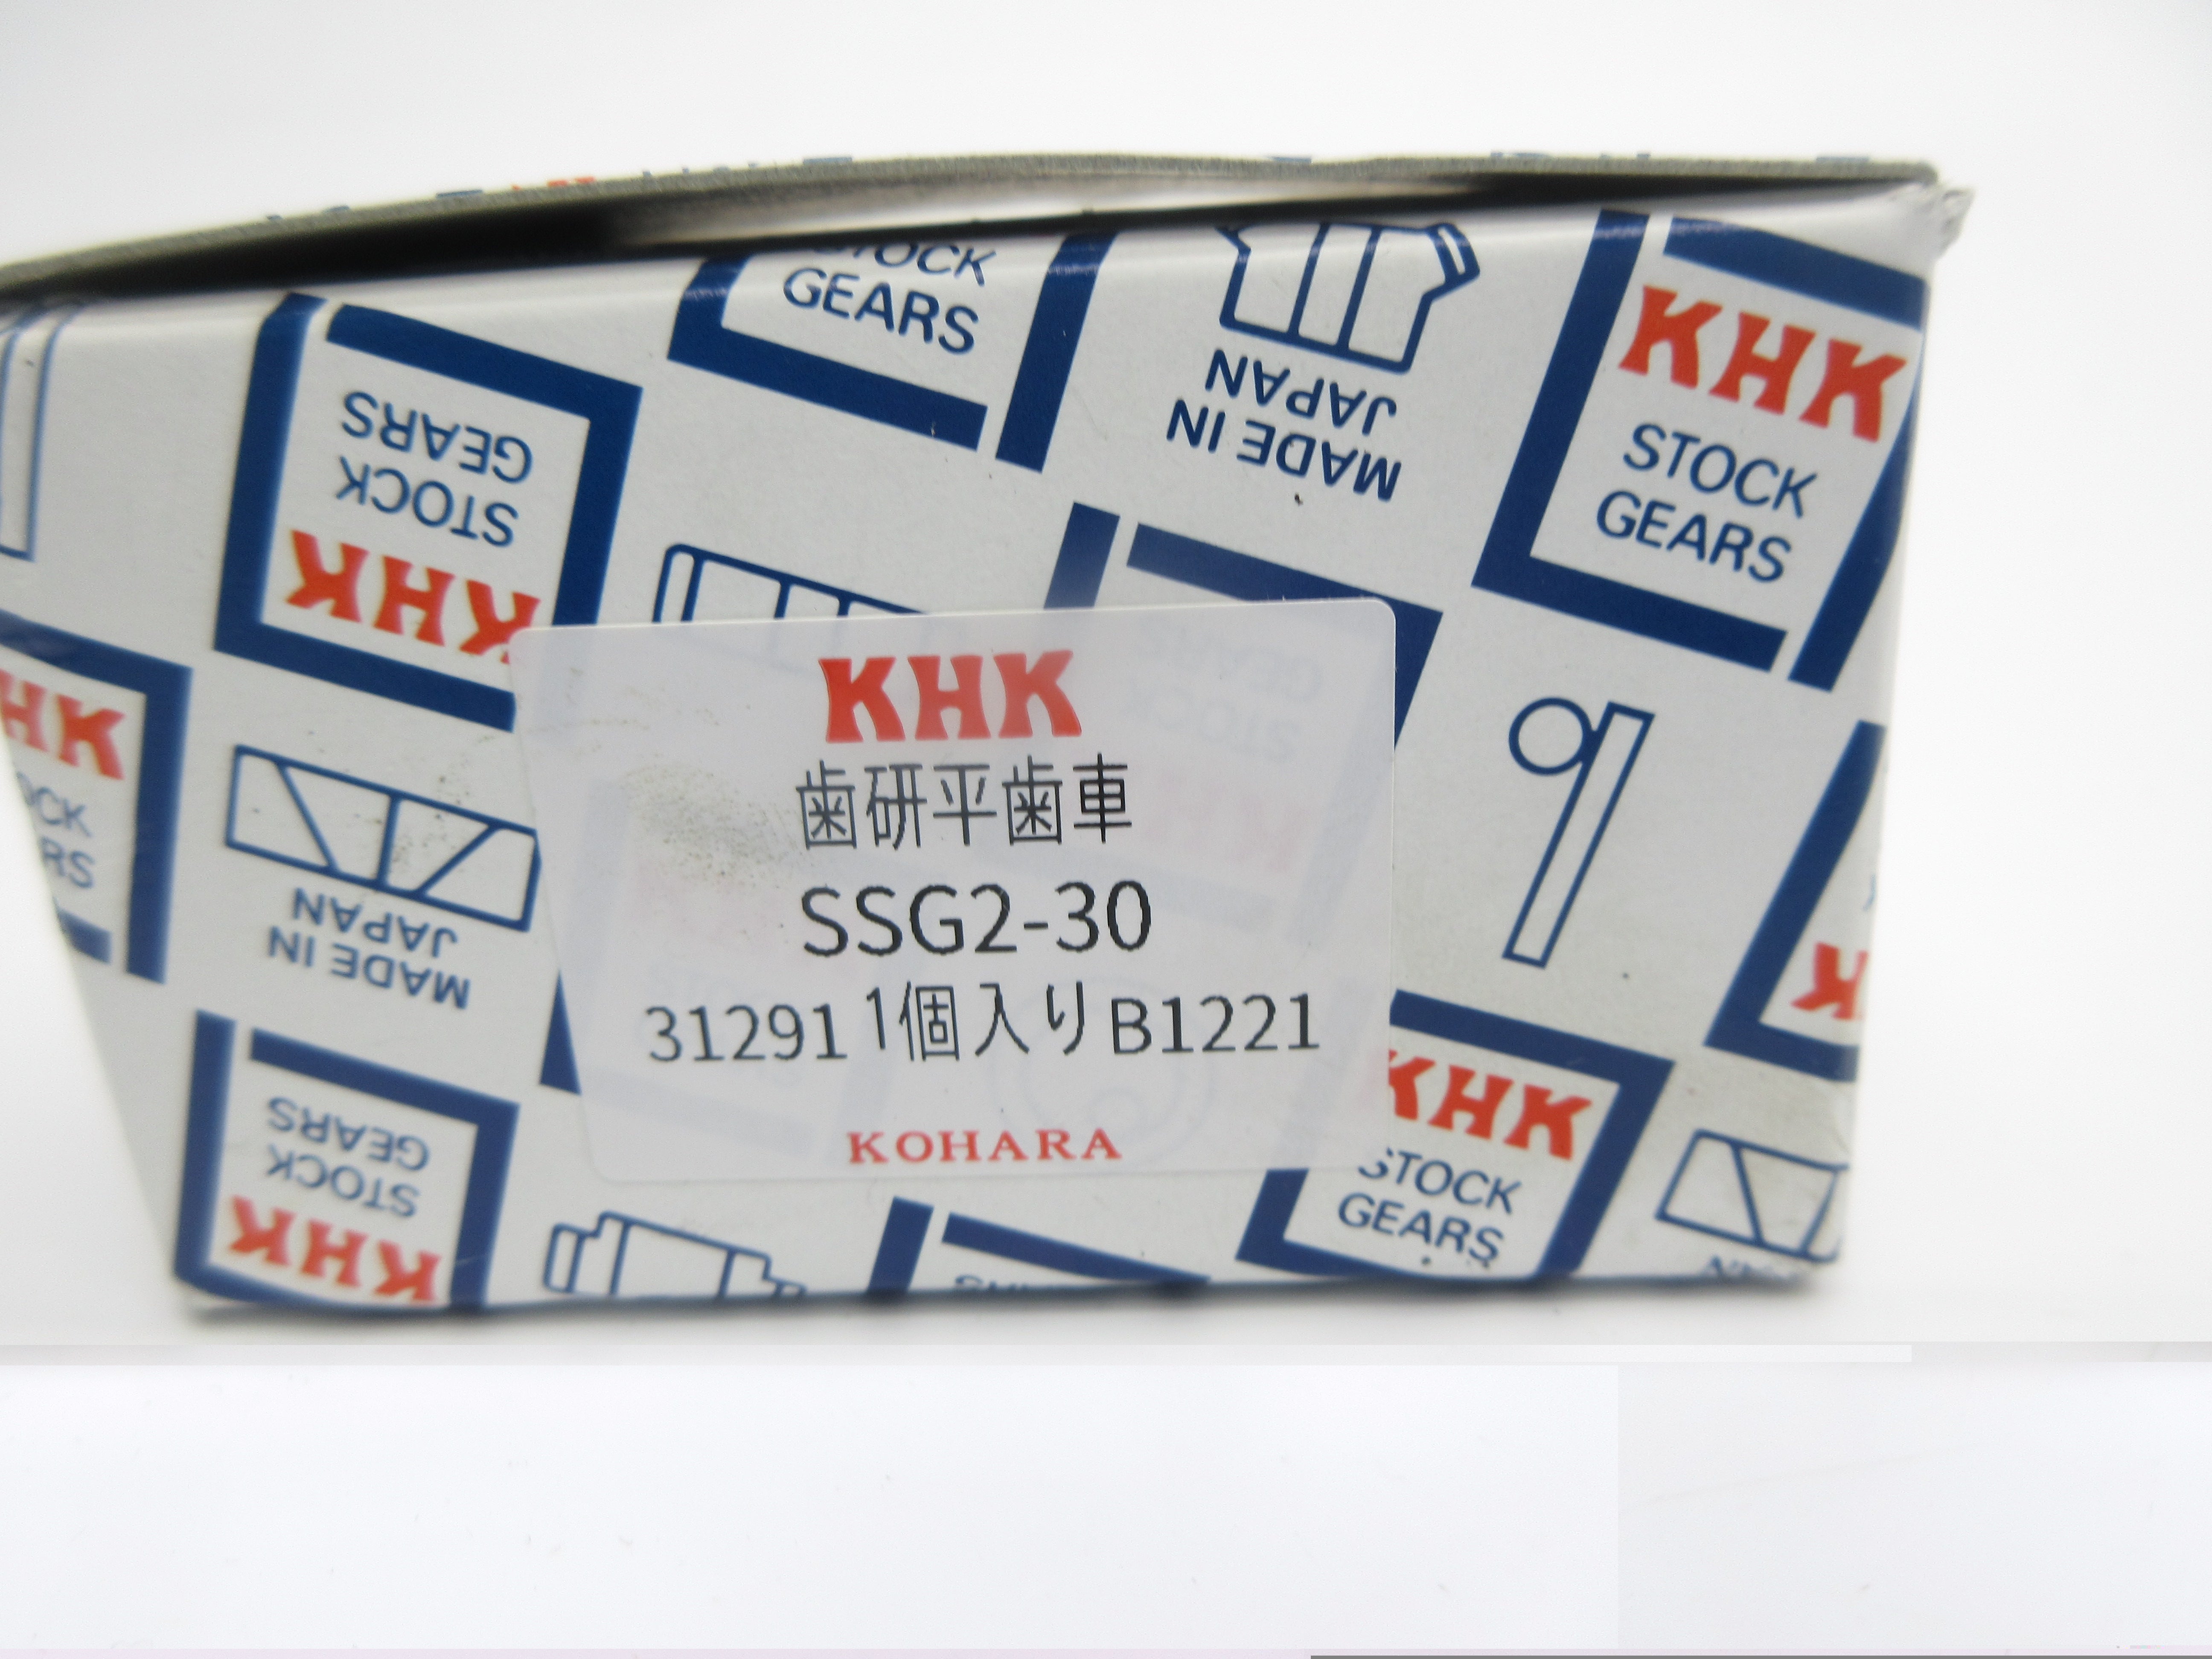 STOCK
GEARS
MADE IN
JAPAN
KHK
STOCK
GEARS
KHK
STOCK
GEARS
KHK
KHK
歯研平歯車
SSG2-30
31291 1個入り B1221
KOHARA
MADE IN
JAPAN
KHK
STOCK
GEARS
KHK
STOCK
GEARS